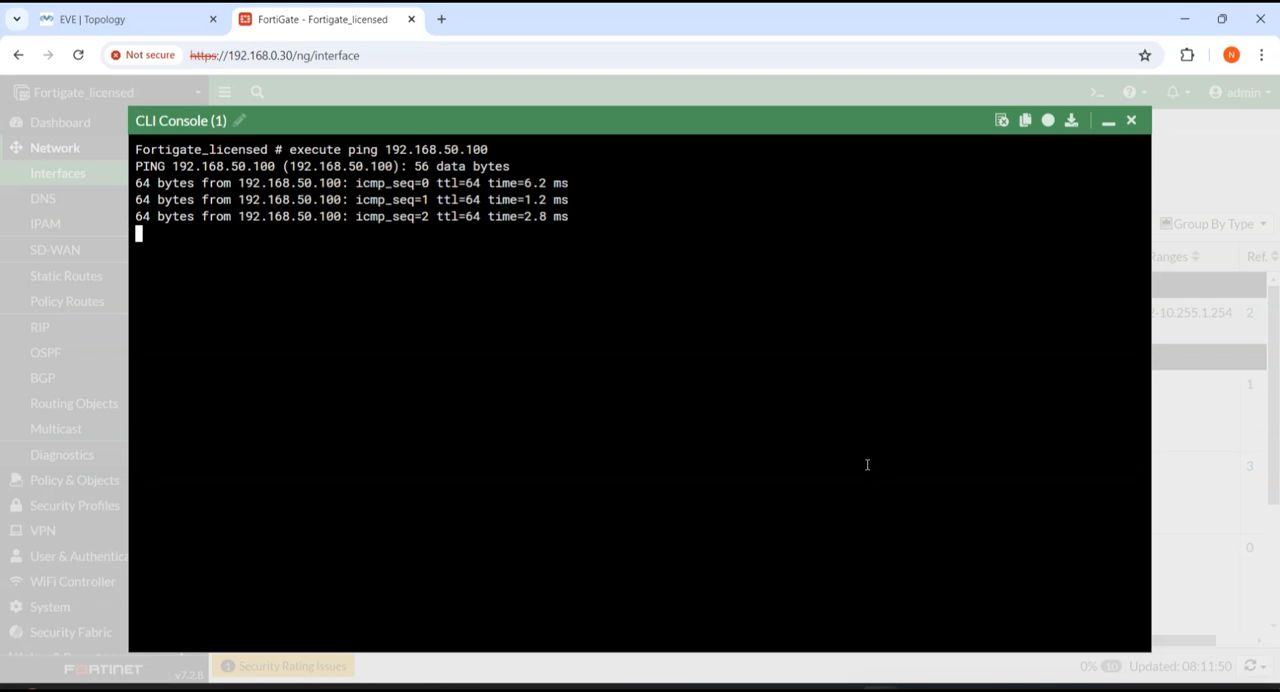 EVE | Topology
FortiGate - Fortigate_licensed
Not secure
https://192.168.0.30/ng/interface
N
Fortigate_licensed
admin
CLI Console (1)
Dashboard
Network
Interfaces
DNS
IPAM
SD-WAN
Static Routes
Policy Routes
RIP
OSPF
BGP
Routing Objects
Multicast
Diagnostics
Policy & Objects
Security Profiles
VPN
User & Authentica
WiFi Controller
System
Security Fabric
Fortigate_licensed # execute ping 192.168.50.100
PING 192.168.50.100 (192.168.50.100): 56 data bytes
64 bytes from 192.168.50.100: icmp_seq=0 ttl=64 time=6.2 ms
64 bytes from 192.168.50.100: icmp_seq=1 ttl=64 time=1.2 ms
64 bytes from 192.168.50.100: icmp_seq=2 ttl=64 time=2.8 ms
Group By Type
Ranges Ref.
-10.255.1.254 2
1
3
0
FORTINET v7.2.8
1 Security Rating Issues
0% 10 Updated: 08:11:50